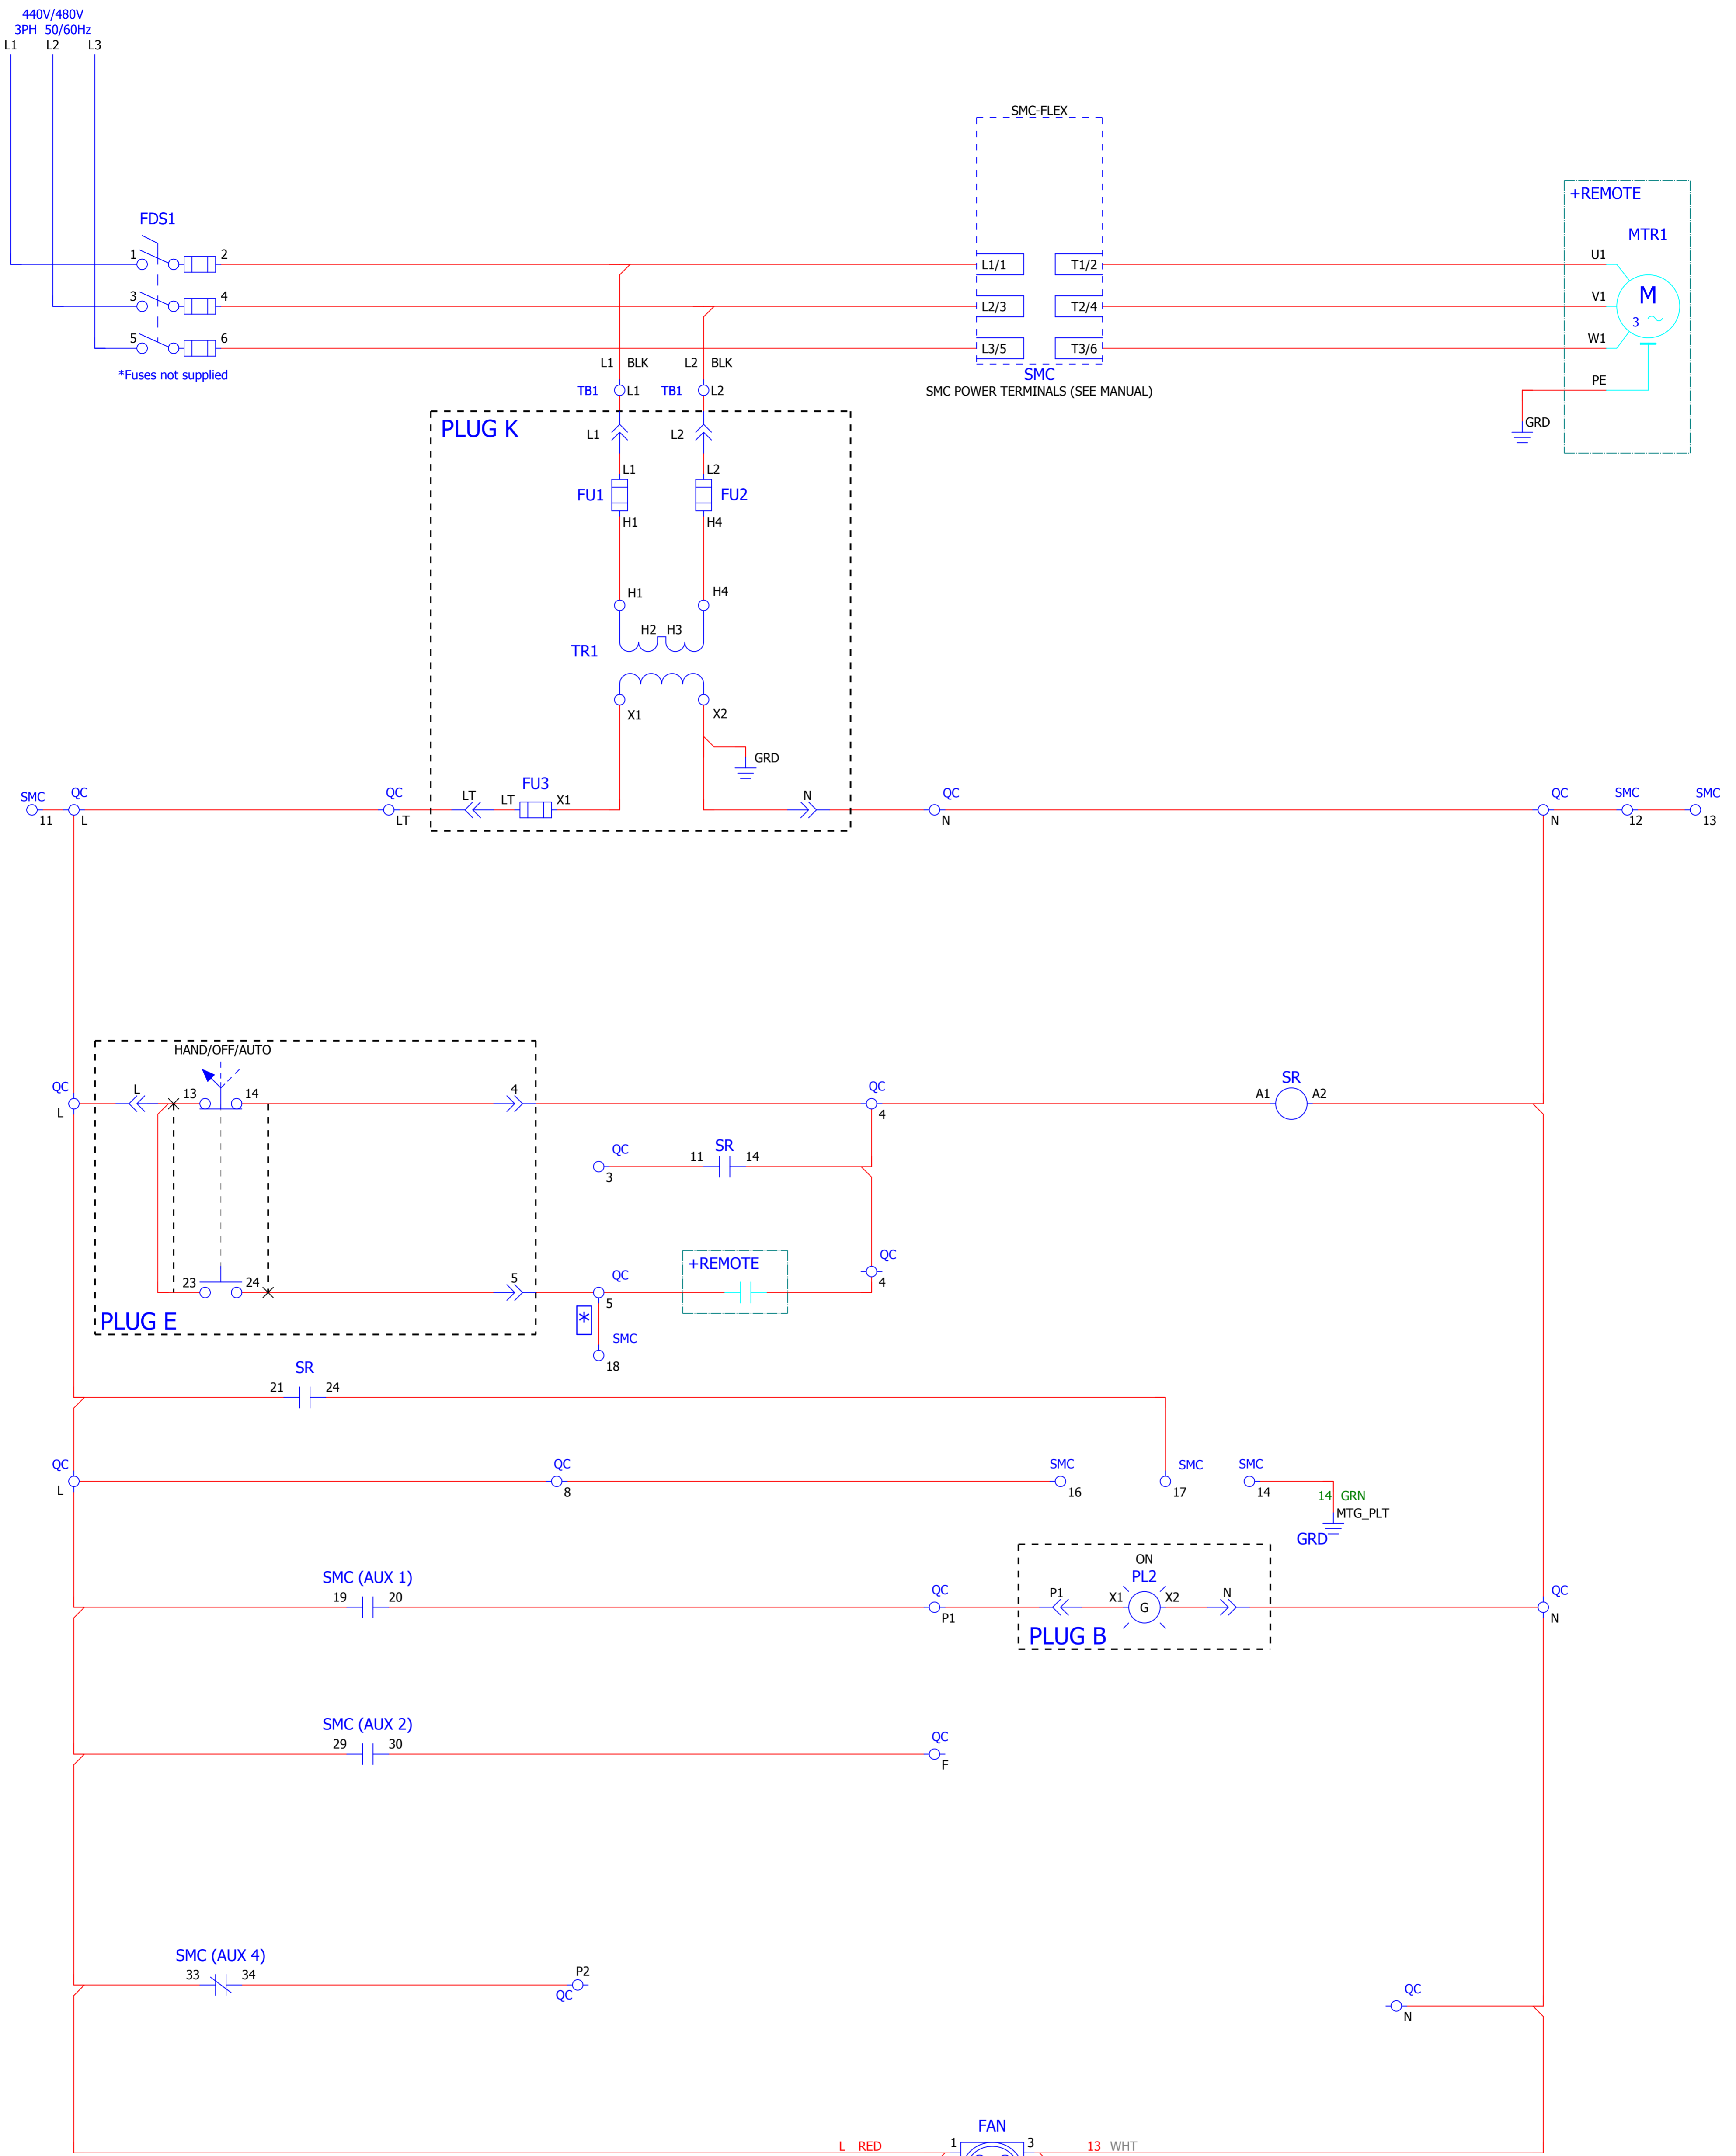 440V/480V
3PH 50/60Hz
L1 L2 L3
SMC-FLEX
+REMOTE
MTR1
FDS1
1 2
L1/1 T1/2
U1
3 4
L2/3 T2/4
V1
M
3
5 6
L3/5 T3/6
W1
*Fuses not supplied
L1 BLK L2 BLK
SMC
SMC POWER TERMINALS (SEE MANUAL)
PE
TB1 L1 TB1 L2
GRD
PLUG K
L1 L2
L1 L2
FU1 FU2
H1 H4
H1 H4
H2 H3
TR1
X1 X2
GRD
SMC QC QC LT LT FU3 X1 N QC QC SMC SMC
11 L LT N N 12 13
HAND/OFF/AUTO
QC L 13 14 4 QC A1 SR A2
L 4
QC 11 SR 14
3
QC
4
+REMOTE
23 24 5 QC
5
PLUG E
*
SMC
18
SR
21 24
QC QC SMC SMC SMC
L 8 16 17 14
14 GRN
MTG_PLT
GRD
ON
SMC (AUX 1)
19 20
QC
P1
P1 X1 PL2 X2 N
G
PLUG B
QC
N
SMC (AUX 2)
29 30
QC
F
SMC (AUX 4)
33 34
P2
QC
QC
N
FAN
L RED 1 3 13 WHT